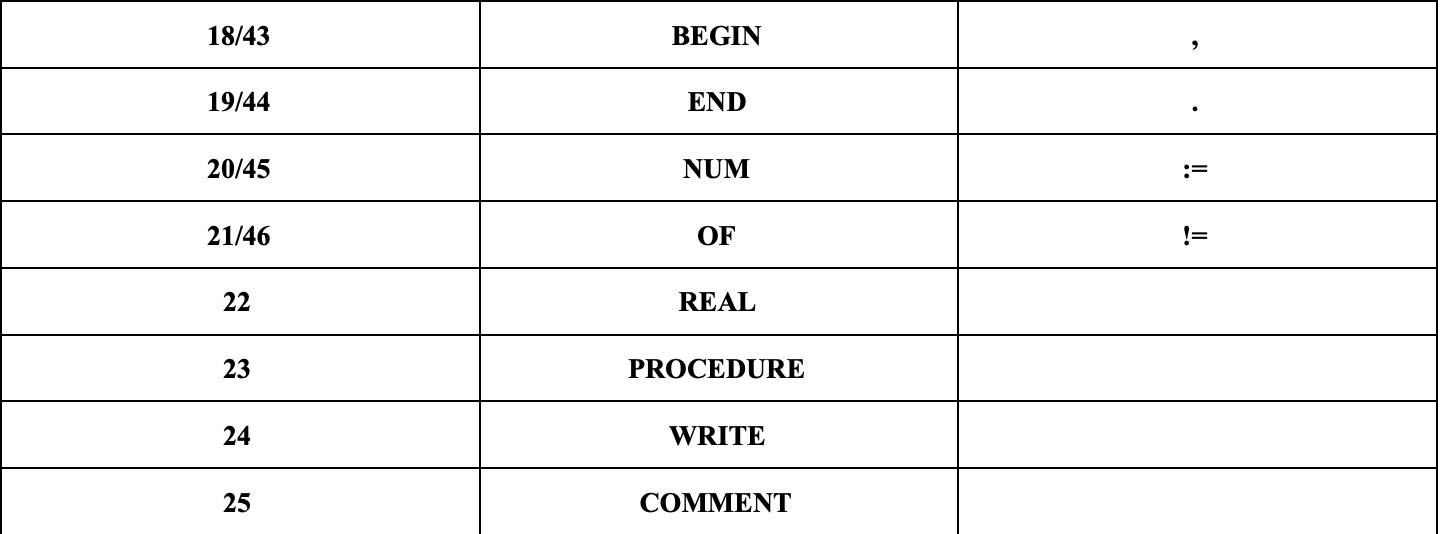 18/43 BEGIN ,
19/44 END .
20/45 NUM :=
21/46 OF !=
22 REAL
23 PROCEDURE
24 WRITE
25 COMMENT